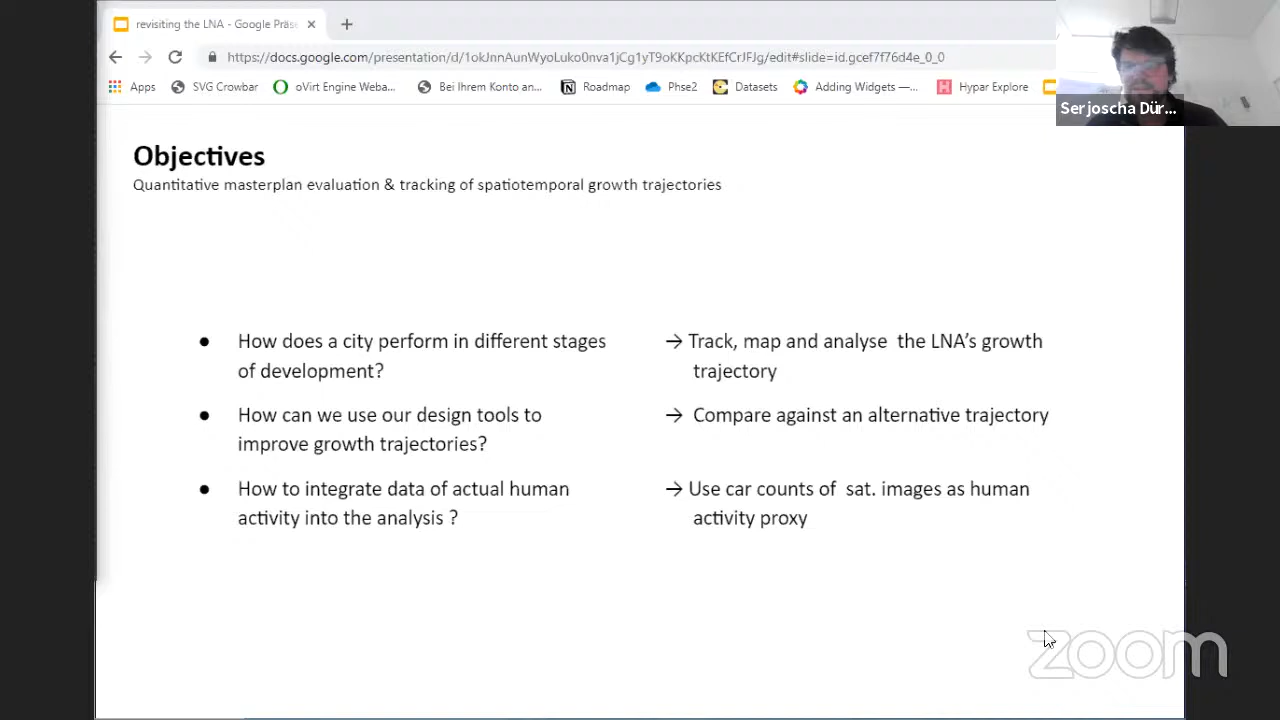 revisiting the LNA - Google Präse
https://docs.google.com/presentation/d/1okJnnAunWyoLuko0nva1jCg1yT9oKKpcKtKEfCrJFJg/edit#slide=id.gcef7f76d4e_0_0
Apps SVG Crowbar oVirt Engine Weba... Bei Ihrem Konto an... Roadmap Phse2 Datasets Adding Widgets —... Hypar Explore
Serjoscha Dür...
Objectives
Quantitative masterplan evaluation & tracking of spatiotemporal growth trajectories
● How does a city perform in different stages
of development?
→ Track, map and analyse the LNA's growth
trajectory
● How can we use our design tools to
improve growth trajectories?
→ Compare against an alternative trajectory
● How to integrate data of actual human
activity into the analysis ?
→ Use car counts of sat. images as human
activity proxy
zoom